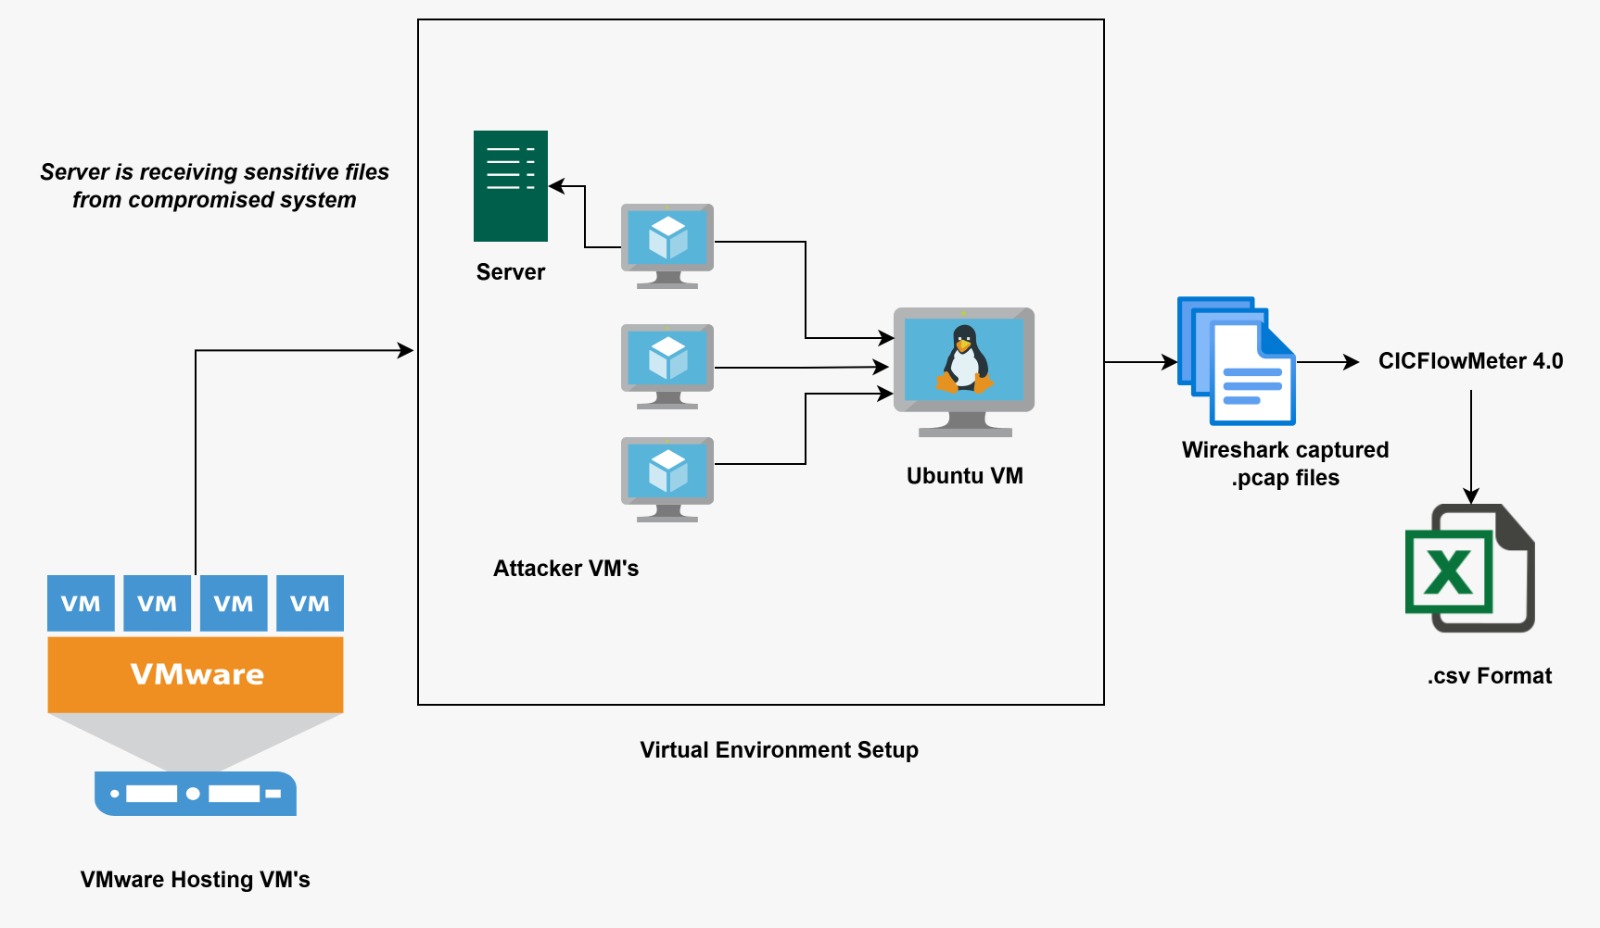 Server is receiving sensitive files
from compromised system
Server
Ubuntu VM
Attacker VM's
Virtual Environment Setup
VM VM VM VM
VMware
VMware Hosting VM's
Wireshark captured
.pcap files
CICFlowMeter 4.0
X
.csv Format